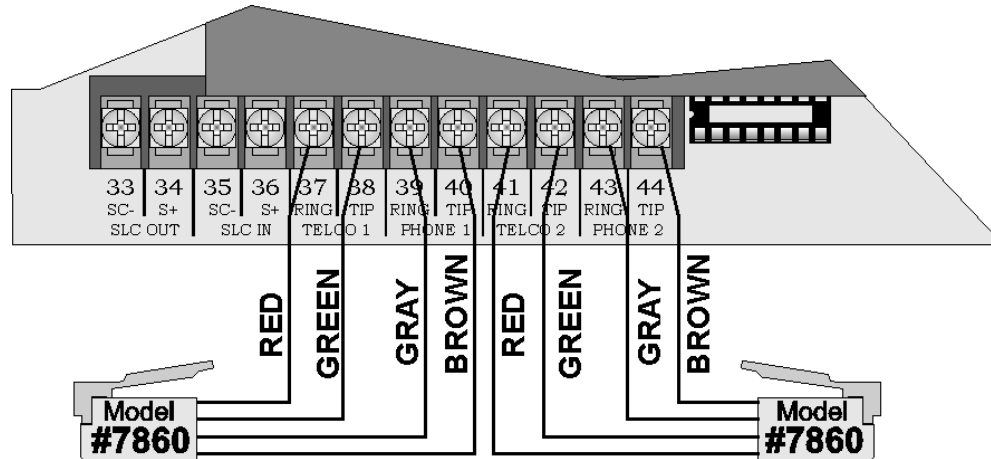 33 34 35 36 37 38 39 40 41 42 43 44
SC- S+ SC- S+ RING TIP RING TIP RING TIP RING TIP
SLC OUT SLC IN TELCO 1 PHONE 1 TELCO 2 PHONE 2
RED GREEN GRAY BROWN RED GREEN GRAY BROWN
Model
#7860
Model
#7860